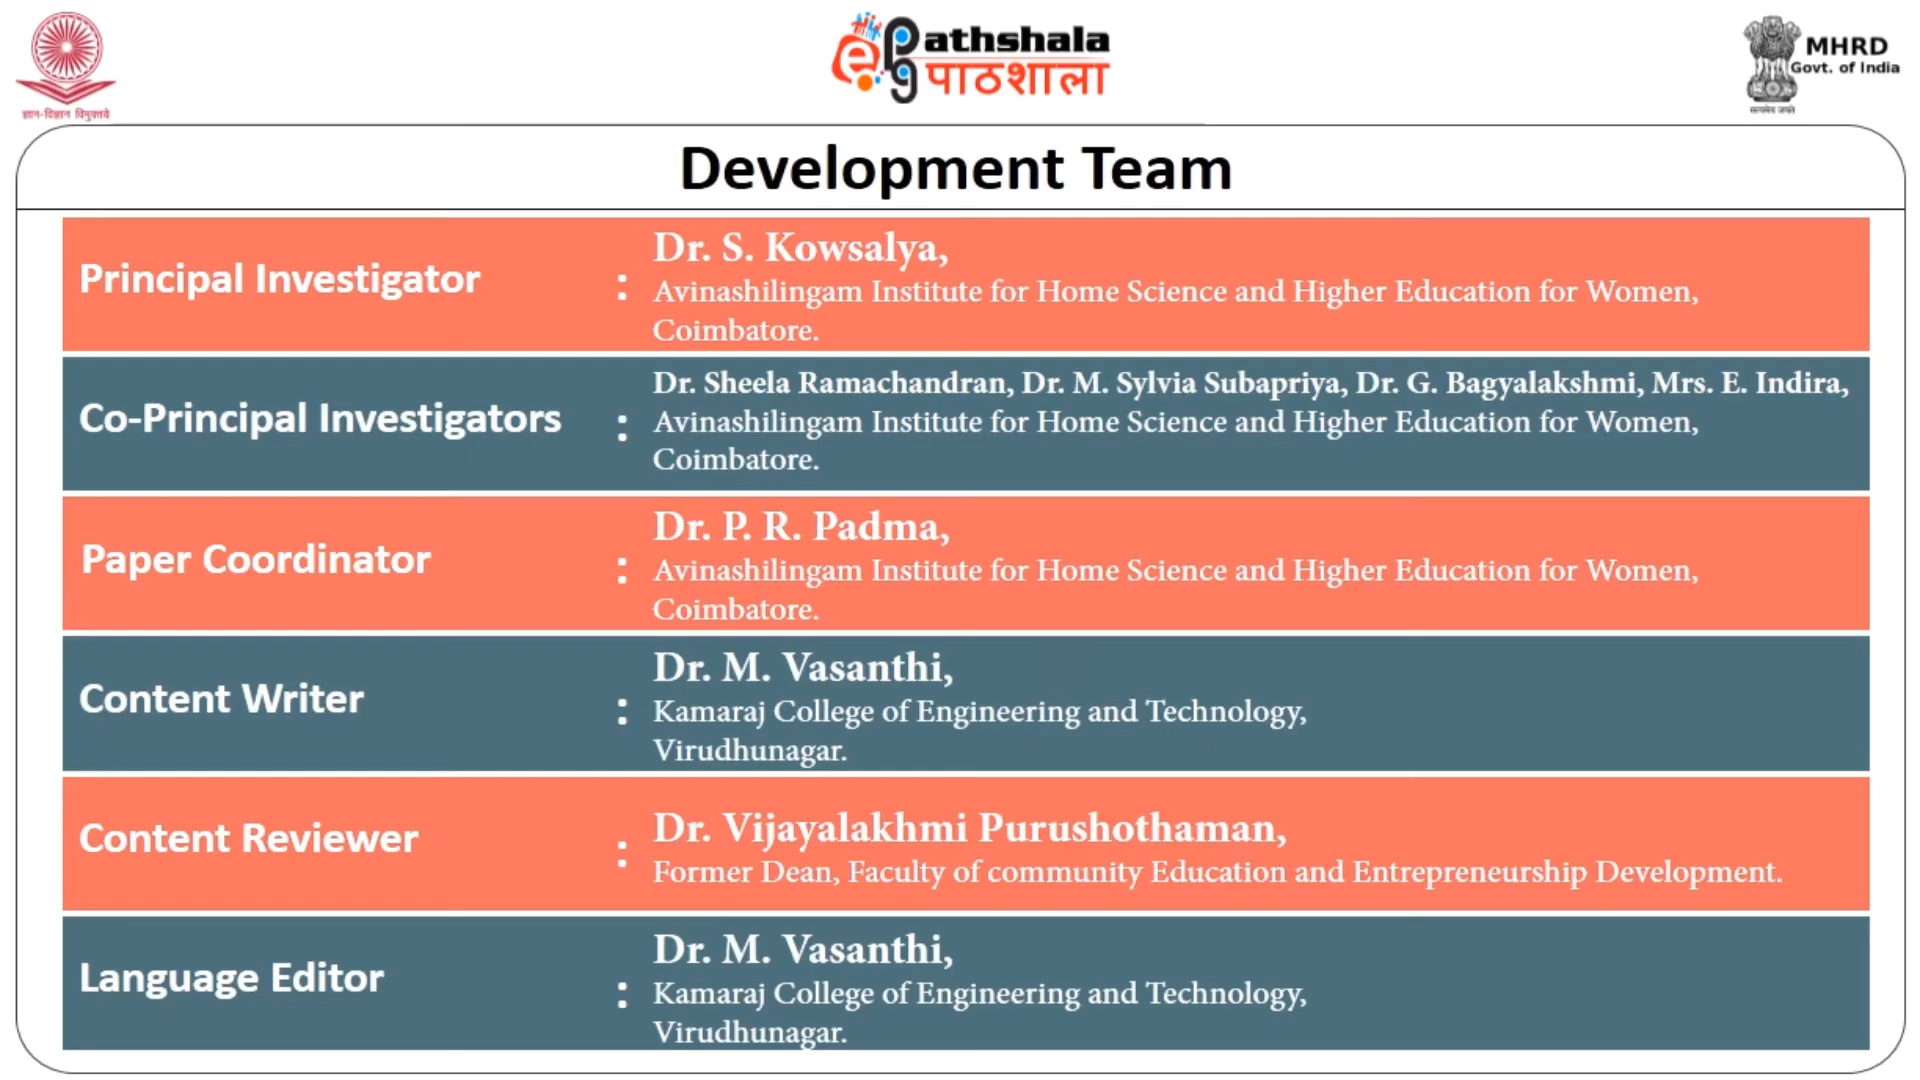 ज्ञान-विज्ञान विमुक्तये
e PG Pathshala
पाठशाला
MHRD
Govt. of India
सत्यमेव जयते
Development Team
Principal Investigator : Dr. S. Kowsalya,
Avinashilingam Institute for Home Science and Higher Education for Women,
Coimbatore.
Co-Principal Investigators : Dr. Sheela Ramachandran, Dr. M. Sylvia Subapriya, Dr. G. Bagyalakshmi, Mrs. E. Indira,
Avinashilingam Institute for Home Science and Higher Education for Women,
Coimbatore.
Paper Coordinator : Dr. P. R. Padma,
Avinashilingam Institute for Home Science and Higher Education for Women,
Coimbatore.
Content Writer : Dr. M. Vasanthi,
Kamaraj College of Engineering and Technology,
Virudhunagar.
Content Reviewer : Dr. Vijayalakhmi Purushothaman,
Former Dean, Faculty of community Education and Entrepreneurship Development.
Language Editor : Dr. M. Vasanthi,
Kamaraj College of Engineering and Technology,
Virudhunagar.